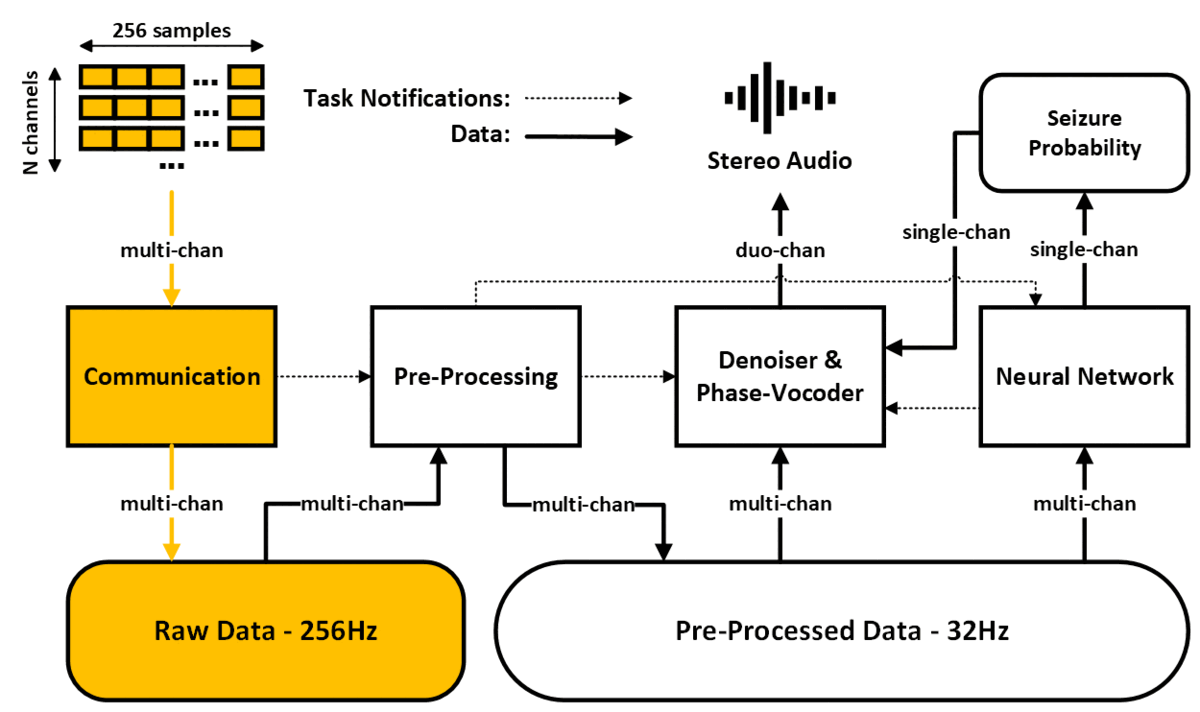 256 samples
N channels
...
...
...
...
Task Notifications:
Data:
Stereo Audio
Seizure
Probability
multi-chan
duo-chan
single-chan
single-chan
Communication
Pre-Processing
Denoiser &
Phase-Vocoder
Neural Network
multi-chan
multi-chan
multi-chan
multi-chan
multi-chan
Raw Data - 256Hz
Pre-Processed Data - 32Hz